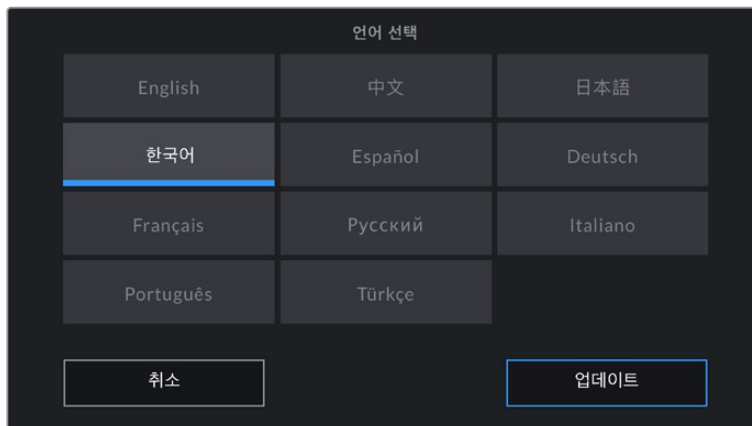 언어 선택
English 中文 日本語
한국어 Español Deutsch
Français Русский Italiano
Português Türkçe
취소 업데이트